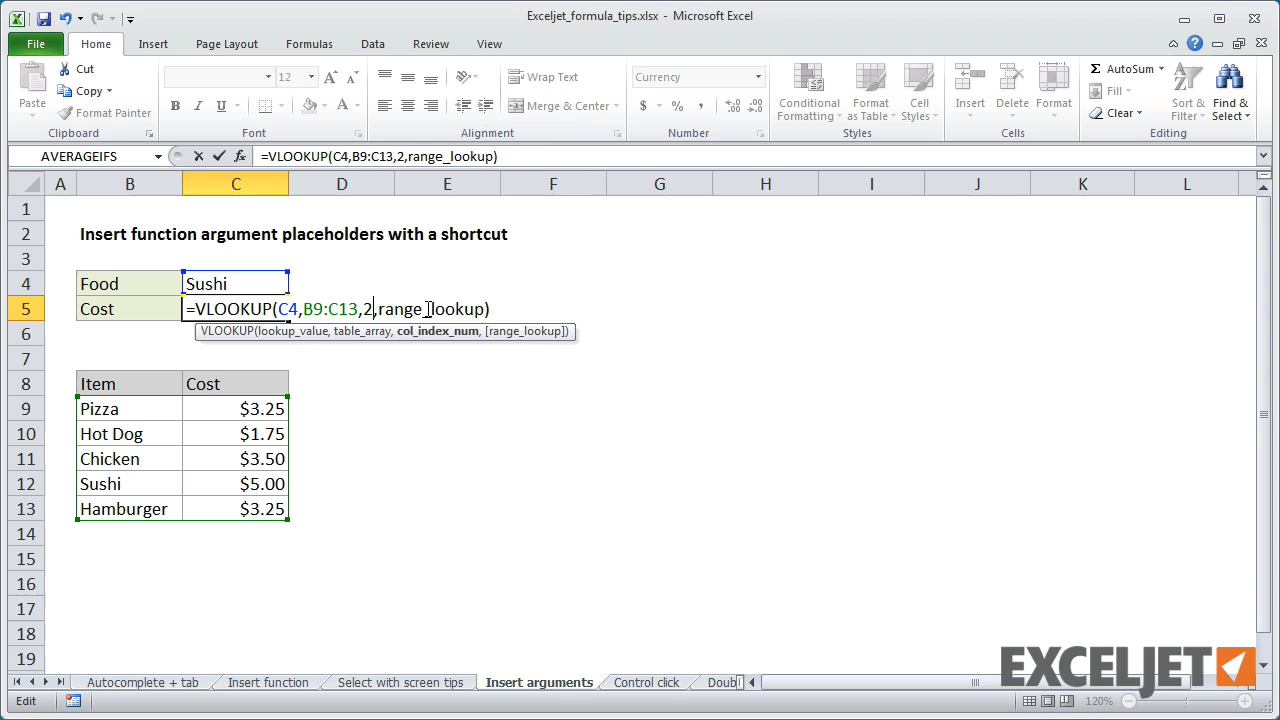 Exceljet_formula_tips.xlsx - Microsoft Excel
File Home Insert Page Layout Formulas Data Review View
Paste
Cut
Copy
Format Painter
Clipboard
12
A A
B I U A
Font
Wrap Text
Merge & Center
Alignment
Currency
$ % , .0 .00 .00 .0
Number
Conditional Formatting
Format as Table
Cell Styles
Styles
Insert Delete Format
Cells
Σ AutoSum
Fill
Clear
Sort & Filter
Find & Select
Editing
AVERAGEIFS fx =VLOOKUP(C4,B9:C13,2,range_lookup)
A B C D E F G H I J K L
1
2 Insert function argument placeholders with a shortcut
3
4 Food Sushi
5 Cost =VLOOKUP(C4,B9:C13,2,range_lookup)
6 VLOOKUP(lookup_value, table_array, col_index_num, [range_lookup])
7
8 Item Cost
9 Pizza $3.25
10 Hot Dog $1.75
11 Chicken $3.50
12 Sushi $5.00
13 Hamburger $3.25
14
15
16
17
18
19
EXCELJET
Autocomplete + tab Insert function Select with screen tips Insert arguments Control click Doub
Edit 120%